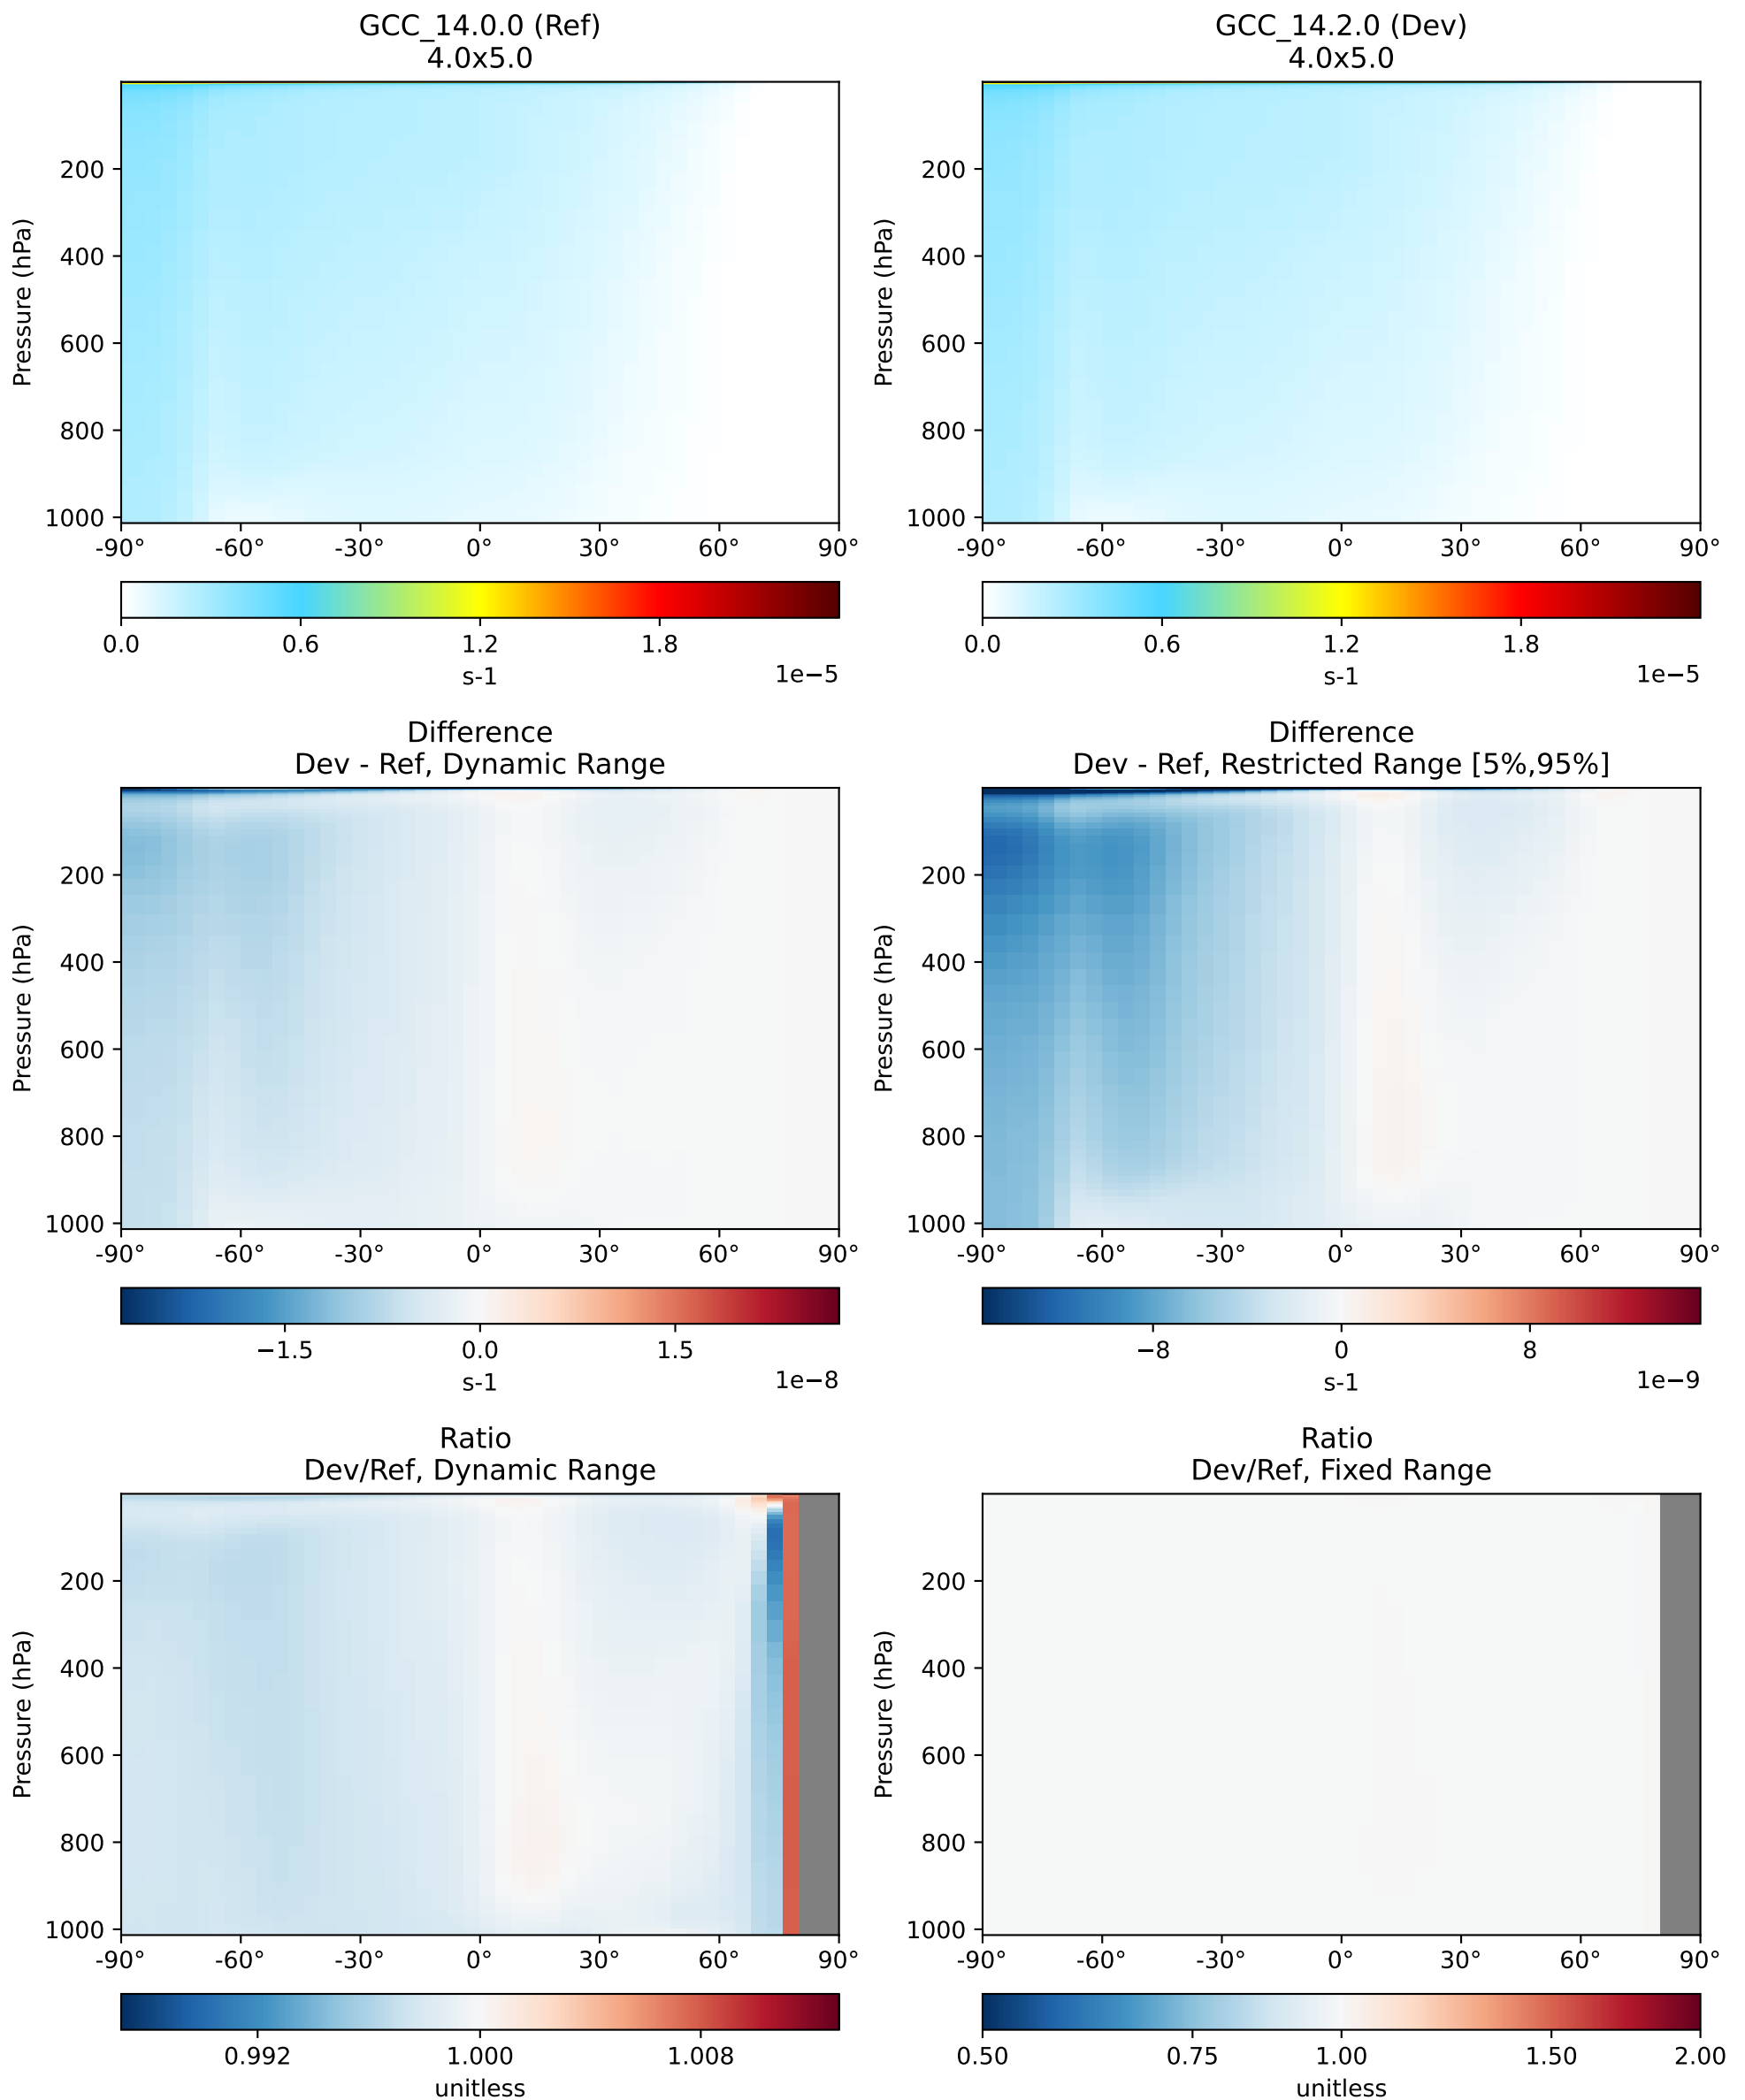 GCC_14.0.0 (Ref)
4.0x5.0
GCC_14.2.0 (Dev)
4.0x5.0
Pressure (hPa)
200
400
600
800
1000
-90° -60° -30° 0° 30° 60° 90°
Pressure (hPa)
200
400
600
800
1000
-90° -60° -30° 0° 30° 60° 90°
0.0 0.6 1.2 1.8
s-1
1e−5
0.0 0.6 1.2 1.8
s-1
1e−5
Difference
Dev - Ref, Dynamic Range
Difference
Dev - Ref, Restricted Range [5%,95%]
Pressure (hPa)
200
400
600
800
1000
-90° -60° -30° 0° 30° 60° 90°
Pressure (hPa)
200
400
600
800
1000
-90° -60° -30° 0° 30° 60° 90°
−1.5 0.0 1.5
s-1
1e−8
−8 0 8
s-1
1e−9
Ratio
Dev/Ref, Dynamic Range
Ratio
Dev/Ref, Fixed Range
Pressure (hPa)
200
400
600
800
1000
-90° -60° -30° 0° 30° 60° 90°
Pressure (hPa)
200
400
600
800
1000
-90° -60° -30° 0° 30° 60° 90°
0.992 1.000 1.008
unitless
0.50 0.75 1.00 1.50 2.00
unitless